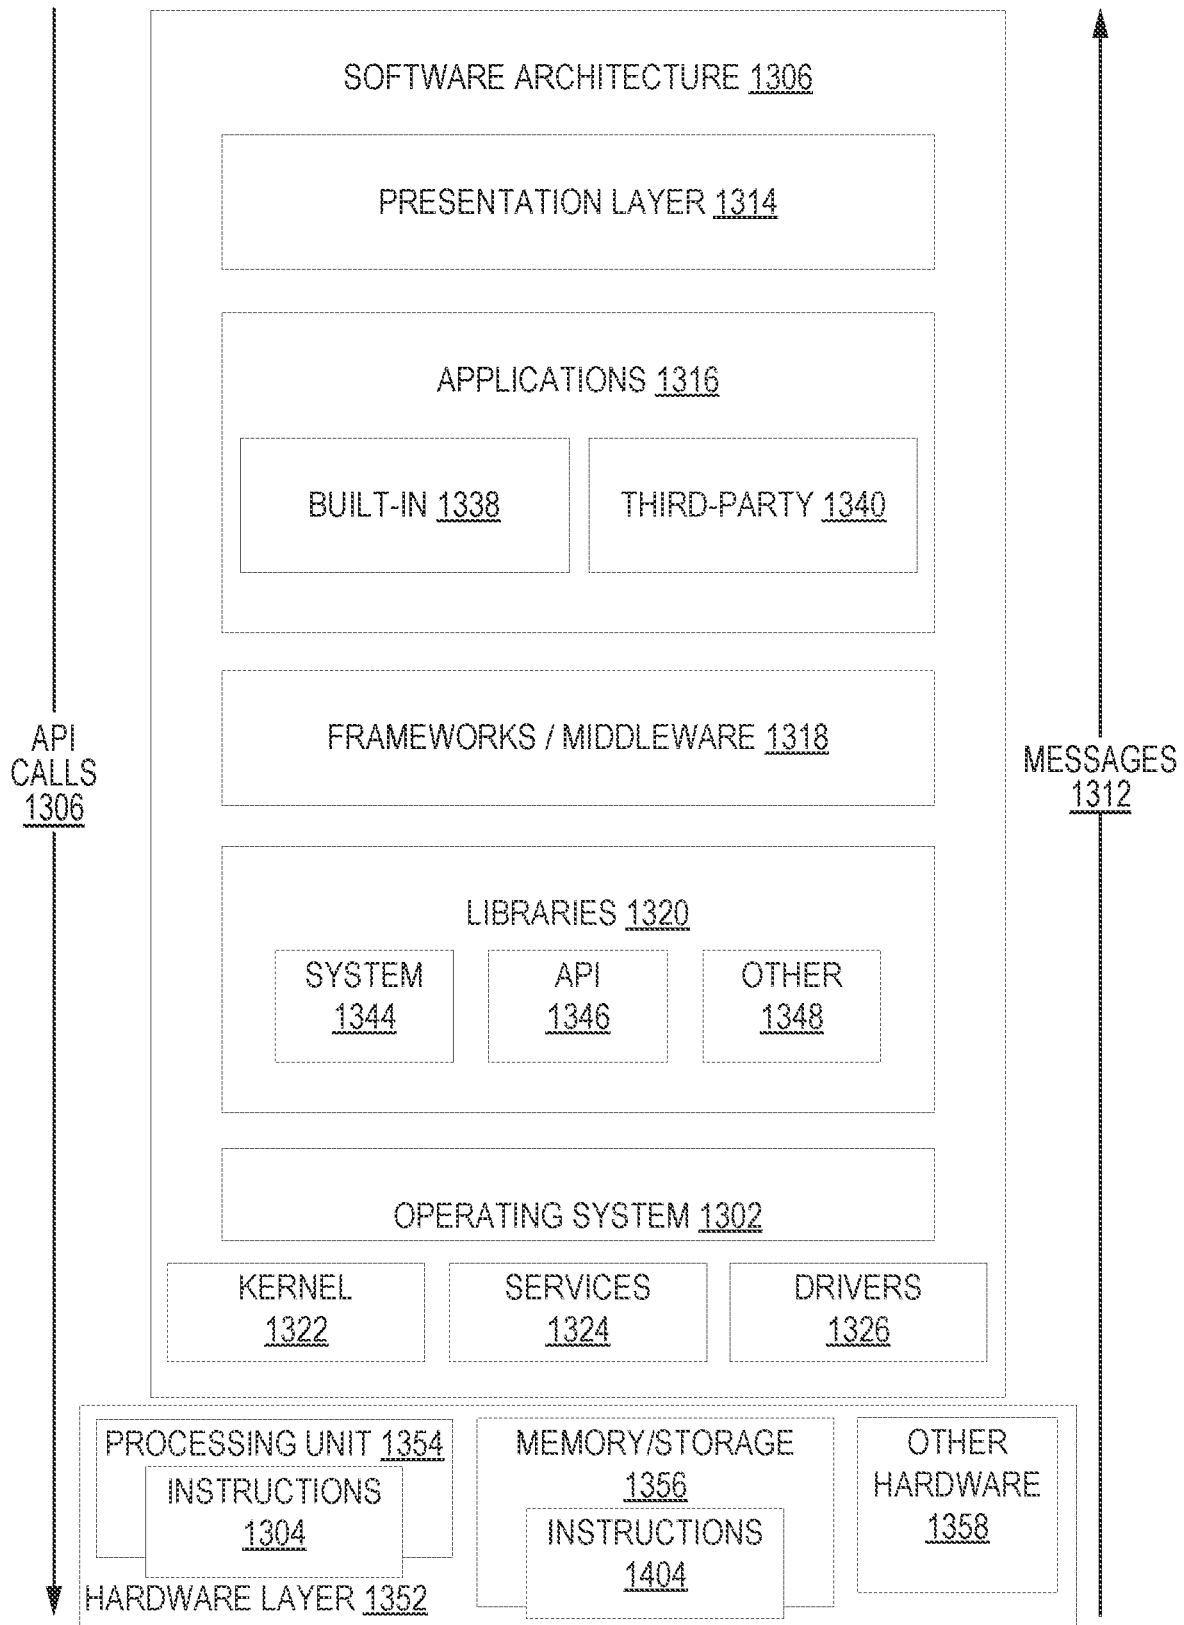 SOFTWARE ARCHITECTURE 1306
PRESENTATION LAYER 1314
APPLICATIONS 1316
BUILT-IN 1338
THIRD-PARTY 1340
FRAMEWORKS / MIDDLEWARE 1318
API
CALLS
1306
MESSAGES
1312
LIBRARIES 1320
SYSTEM
1344
API
1346
OTHER
1348
OPERATING SYSTEM 1302
KERNEL
1322
SERVICES
1324
DRIVERS
1326
PROCESSING UNIT 1354
INSTRUCTIONS
1304
MEMORY/STORAGE
1356
INSTRUCTIONS
1404
OTHER
HARDWARE
1358
HARDWARE LAYER 1352